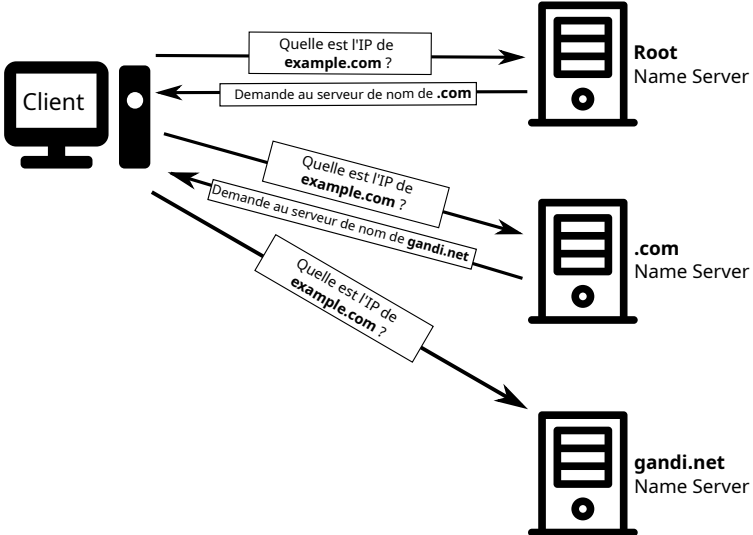 Quelle est l'IP de
example.com ?
Root
Name Server
Client
Demande au serveur de nom de .com
Quelle est l'IP de
example.com ?
Demande au serveur de nom de gandi.net
.com
Name Server
Quelle est l'IP de
example.com ?
gandi.net
Name Server